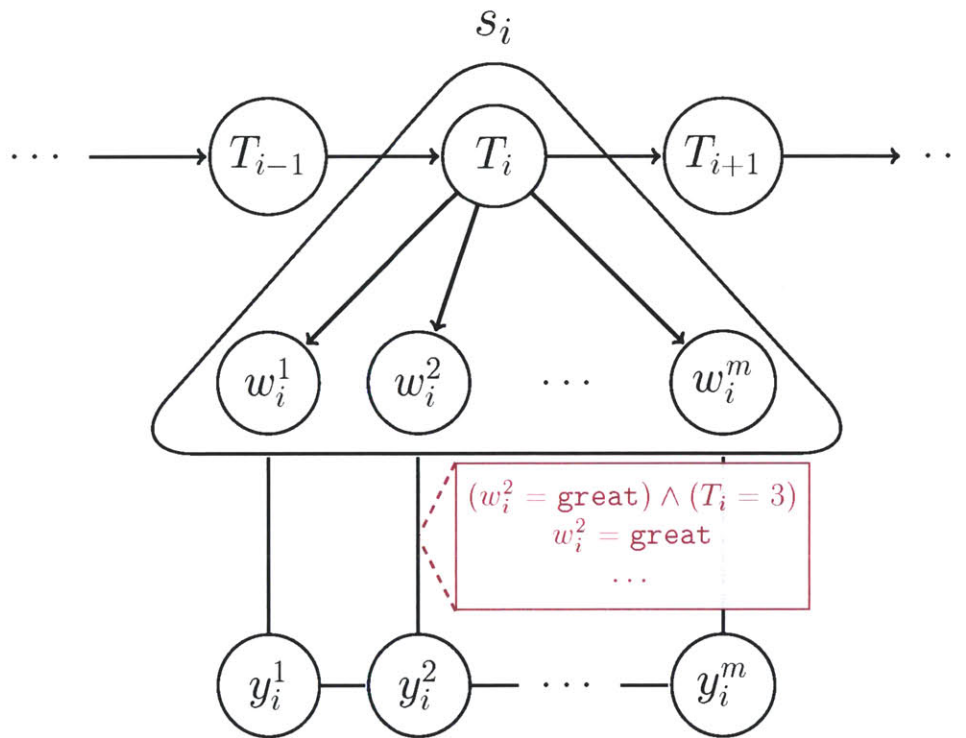 s_i
··· T_{i−1} T_i T_{i+1} ··
w_i^1 w_i^2 ··· w_i^m
(w_i^2 = great) ∧ (T_i = 3)
w_i^2 = great
···
y_i^1 y_i^2 ··· y_i^m